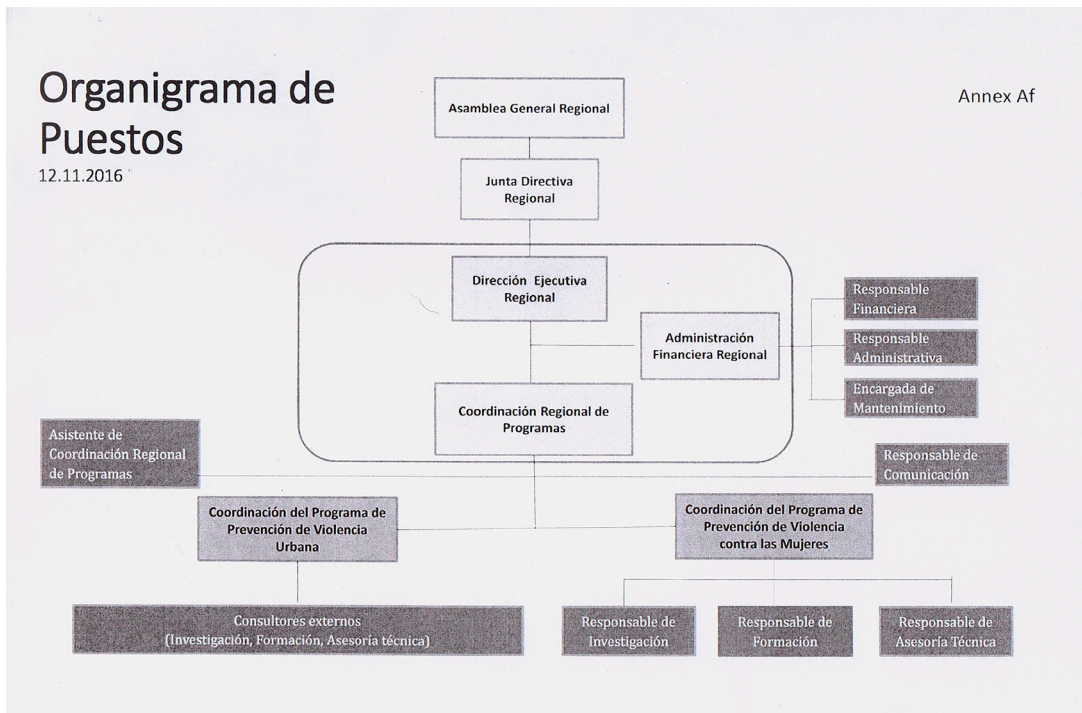 Organigrama de
Puestos
12.11.2016
Annex Af
Asamblea General Regional
Junta Directiva
Regional
Dirección Ejecutiva
Regional
Administración
Financiera Regional
Responsable
Financiera
Responsable
Administrativa
Encargada de
Mantenimiento
Coordinación Regional de
Programas
Asistente de
Coordinación Regional
de Programas
Responsable de
Comunicación
Coordinación del Programa de
Prevención de Violencia
Urbana
Coordinación del Programa de
Prevención de Violencia
contra las Mujeres
Consultores externos
(Investigación, Formación, Asesoría técnica)
Responsable de
Investigación
Responsable de
Formación
Responsable de
Asesoría Técnica